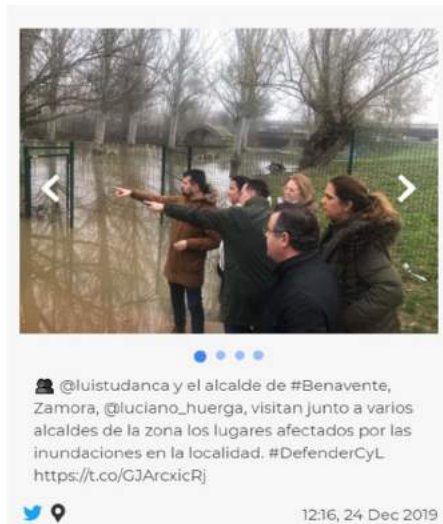 @luistudanca y el alcalde de #Benavente,
Zamora, @luciano_huerga, visitan junto a varios
alcaldes de la zona los lugares afectados por las
inundaciones en la localidad. #DefenderCyL
https://t.co/GJArcxicRj
12:16, 24 Dec 2019